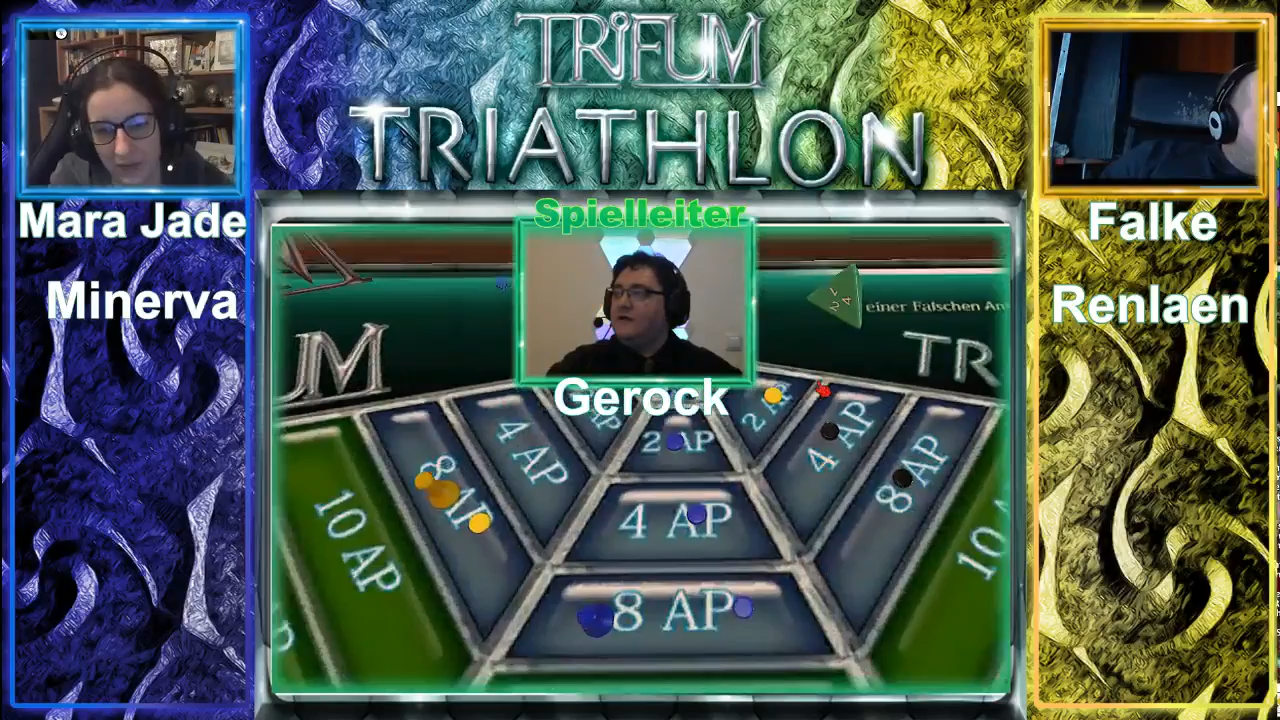 TRiFUM
TRIATHLON
Mara Jade
Minerva
Spielleiter
Gerock
Falke
Renlaen
einer Falschen
UM
TR
4 AP
8 AP
10 AP
2 AP
4 AP
8 AP
2 AP
4 AP
8 AP
10